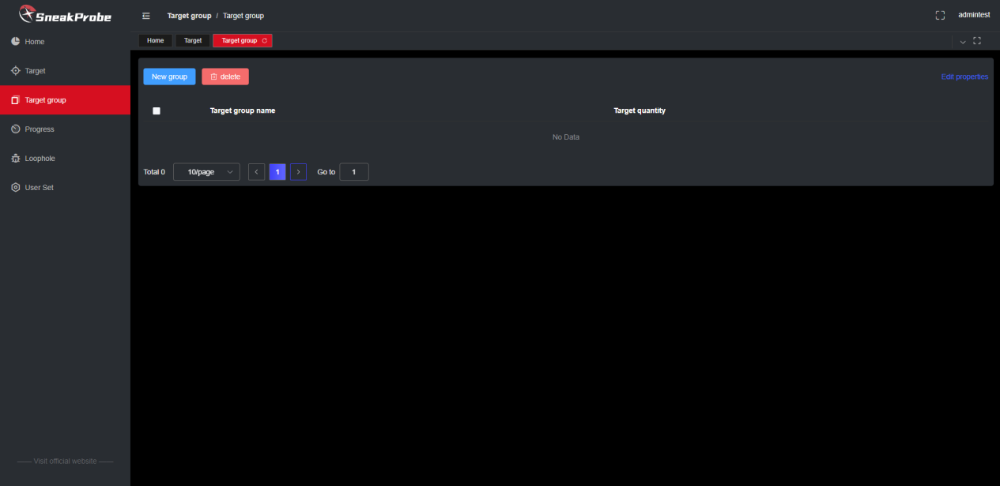 SneakProbe
Target group / Target group
admintest
Home
Target
Target group
Home
Target
Target group
Progress
Loophole
User Set
New group
delete
Edit properties
Target group name
Target quantity
No Data
Total 0
10/page
1
Go to
1
Visit official website